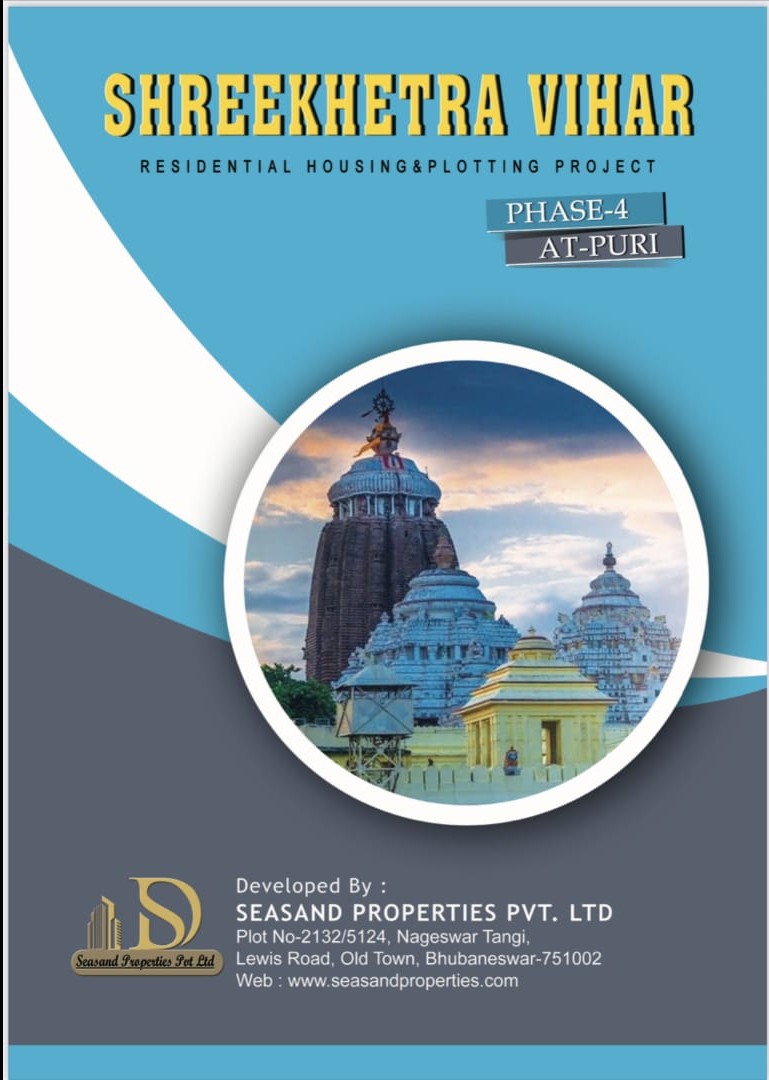 SHREEKHETRA VIHAR
RESIDENTIAL HOUSING&PLOTTING PROJECT
PHASE-4
AT-PURI
SD
Seasand Properties Pvt Ltd
Developed By :
SEASAND PROPERTIES PVT. LTD
Plot No-2132/5124, Nageswar Tangi,
Lewis Road, Old Town, Bhubaneswar-751002
Web : www.seasandproperties.com